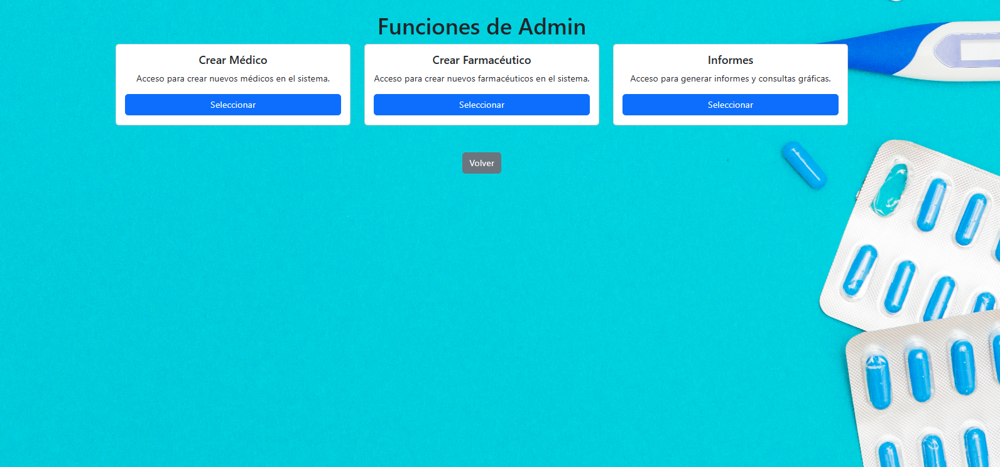 Funciones de Admin
Crear Médico
Acceso para crear nuevos médicos en el sistema.
Seleccionar
Crear Farmacéutico
Acceso para crear nuevos farmacéuticos en el sistema.
Seleccionar
Informes
Acceso para generar informes y consultas gráficas.
Seleccionar
Volver